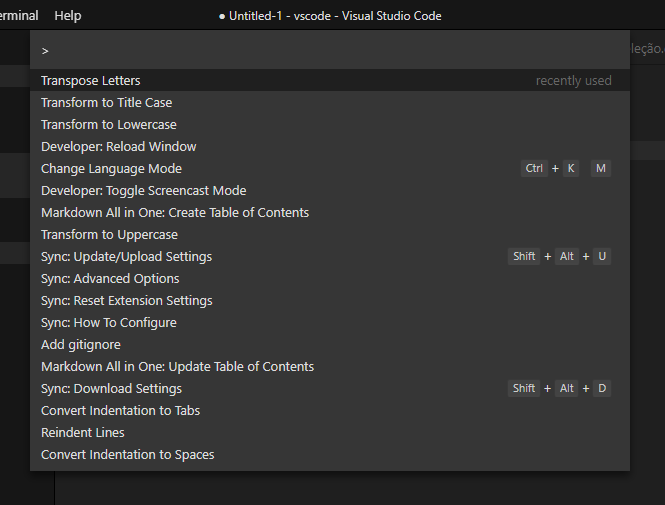 erminal Help ● Untitled-1 - vscode - Visual Studio Code
>
leção.
Transpose Letters recently used
Transform to Title Case
Transform to Lowercase
Developer: Reload Window
Change Language Mode Ctrl + K M
Developer: Toggle Screencast Mode
Markdown All in One: Create Table of Contents
Transform to Uppercase
Sync: Update/Upload Settings Shift + Alt + U
Sync: Advanced Options
Sync: Reset Extension Settings
Sync: How To Configure
Add gitignore
Markdown All in One: Update Table of Contents
Sync: Download Settings Shift + Alt + D
Convert Indentation to Tabs
Reindent Lines
Convert Indentation to Spaces